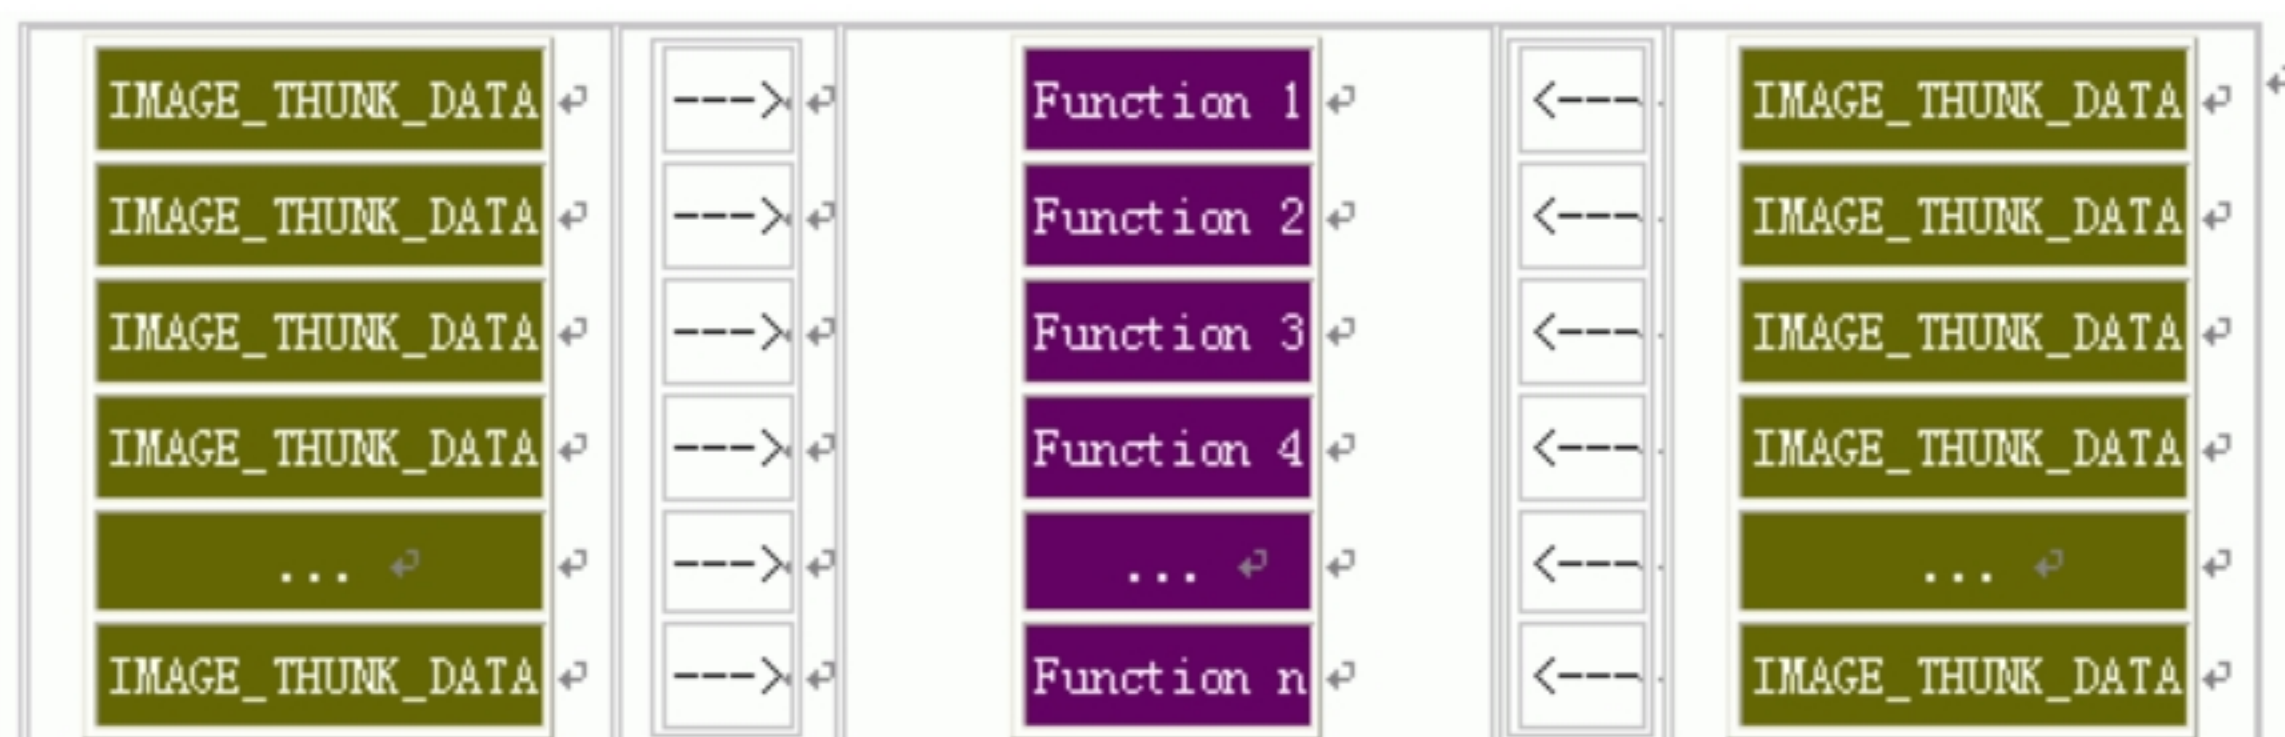 IMAGE_THUNK_DATA ---> Function 1 <--- IMAGE_THUNK_DATA
IMAGE_THUNK_DATA ---> Function 2 <--- IMAGE_THUNK_DATA
IMAGE_THUNK_DATA ---> Function 3 <--- IMAGE_THUNK_DATA
IMAGE_THUNK_DATA ---> Function 4 <--- IMAGE_THUNK_DATA
... ---> ... <--- ...
IMAGE_THUNK_DATA ---> Function n <--- IMAGE_THUNK_DATA